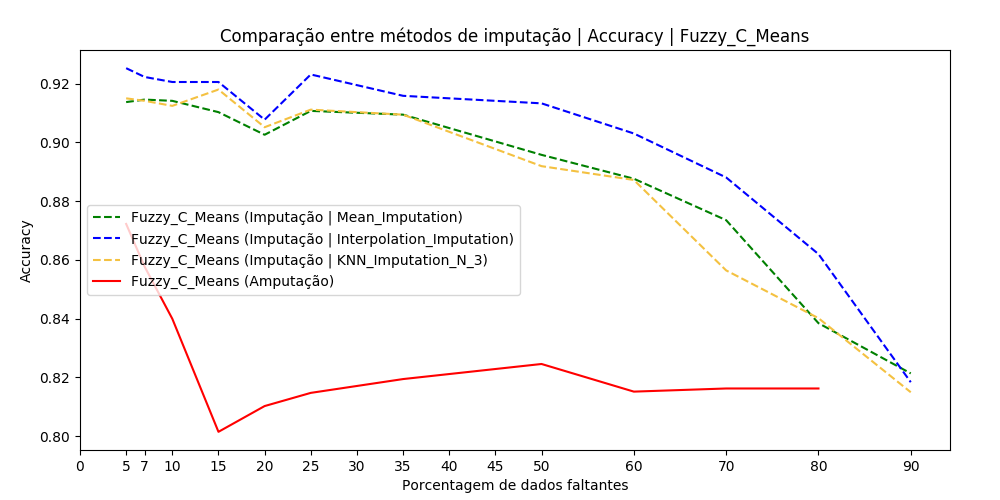 Comparação entre métodos de imputação | Accuracy | Fuzzy_C_Means
0.92
0.90
0.88
0.86
0.84
0.82
0.80
Accuracy
Fuzzy_C_Means (Imputação | Mean_Imputation)
Fuzzy_C_Means (Imputação | Interpolation_Imputation)
Fuzzy_C_Means (Imputação | KNN_Imputation_N_3)
Fuzzy_C_Means (Amputação)
0 5 7 10 15 20 25 30 35 40 45 50 60 70 80 90
Porcentagem de dados faltantes